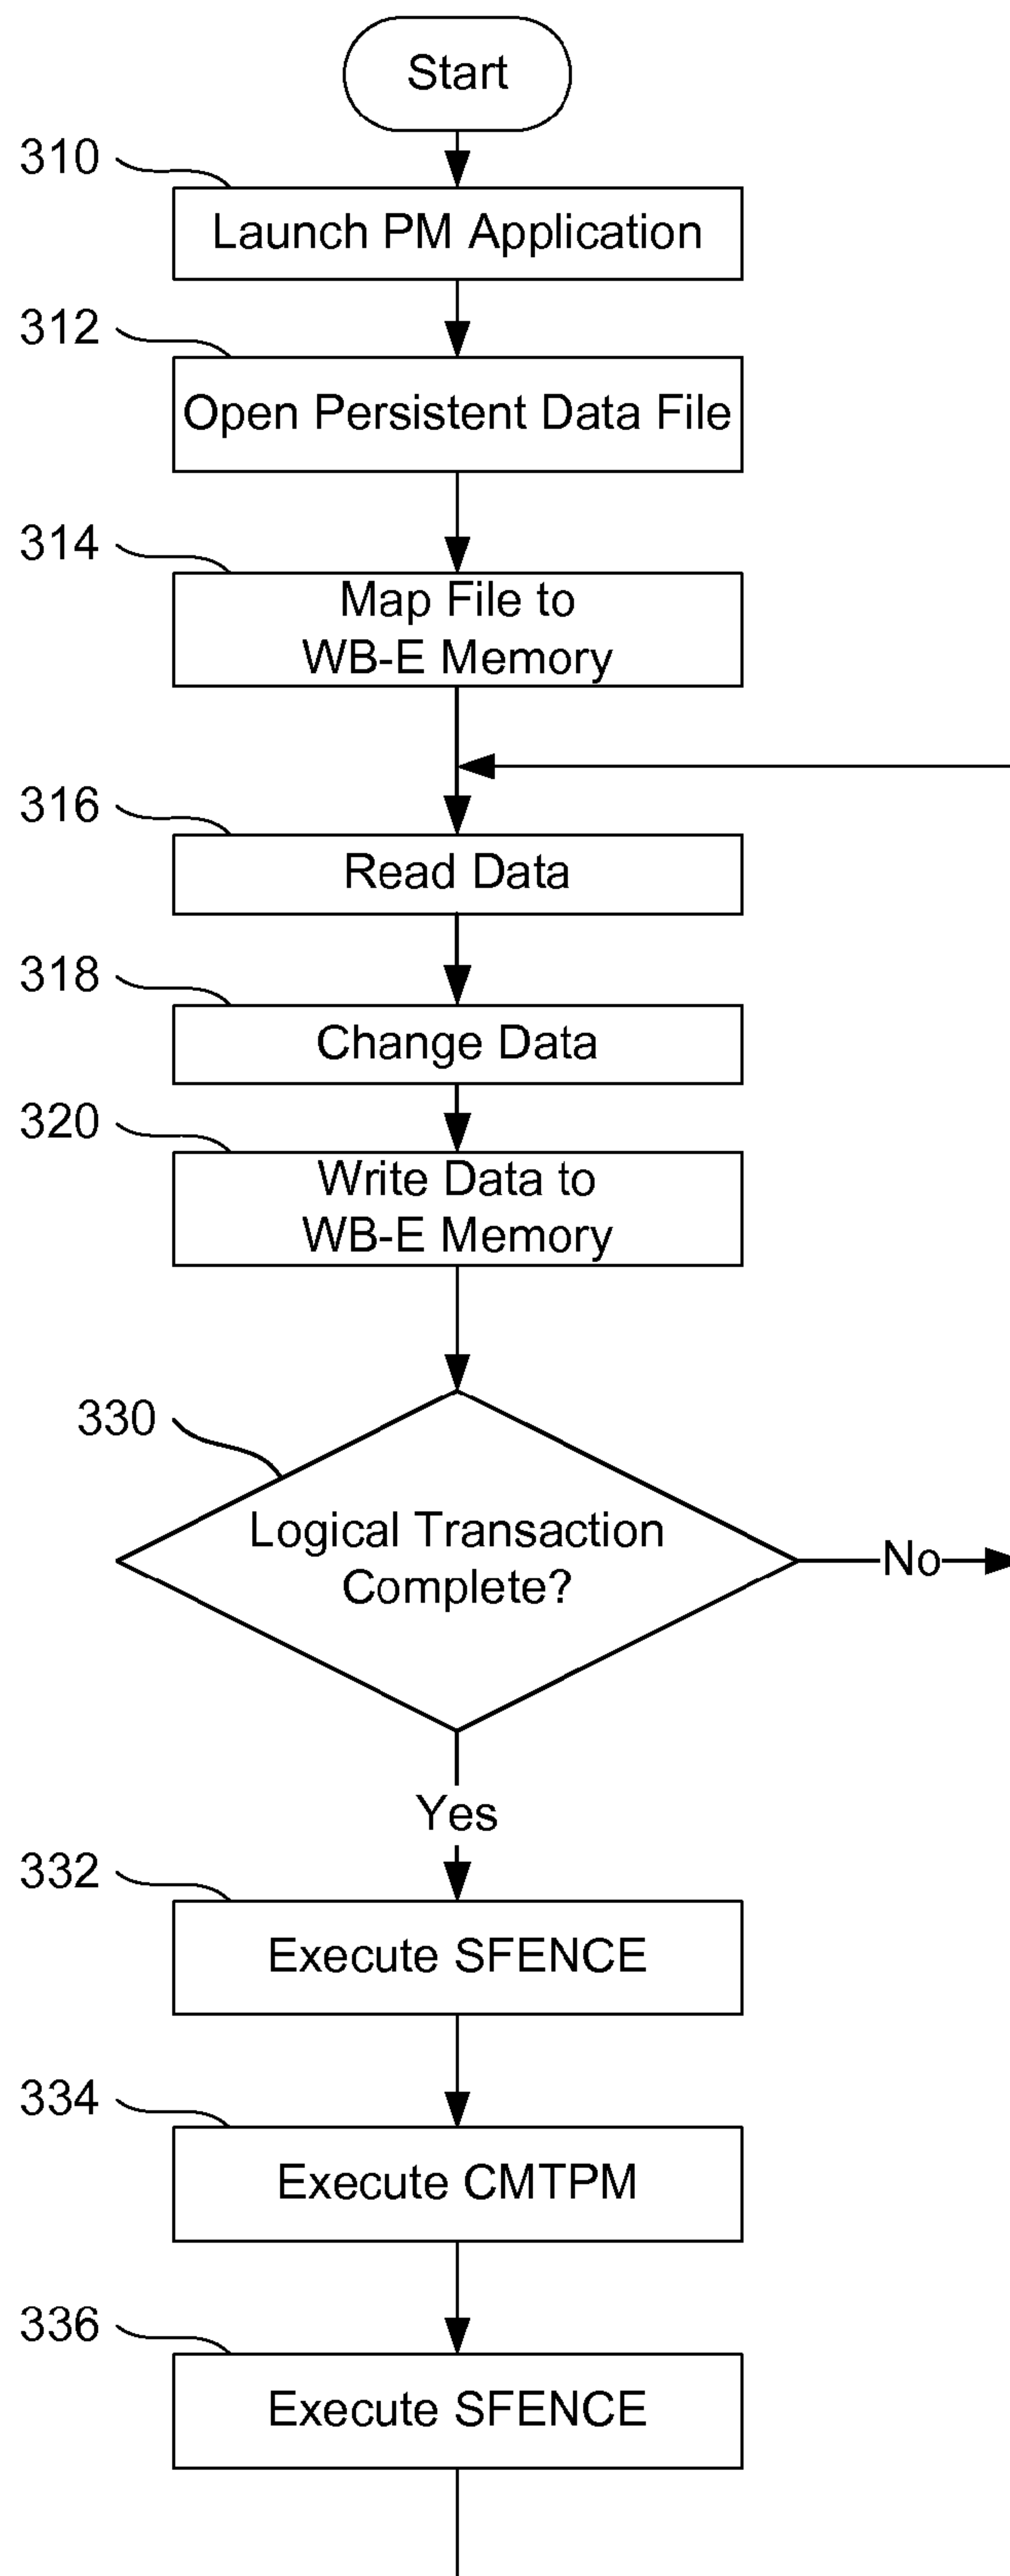 Start
310
Launch PM Application
312
Open Persistent Data File
314
Map File to
WB-E Memory
316
Read Data
318
Change Data
320
Write Data to
WB-E Memory
330
Logical Transaction
Complete?
No
Yes
332
Execute SFENCE
334
Execute CMTPM
336
Execute SFENCE